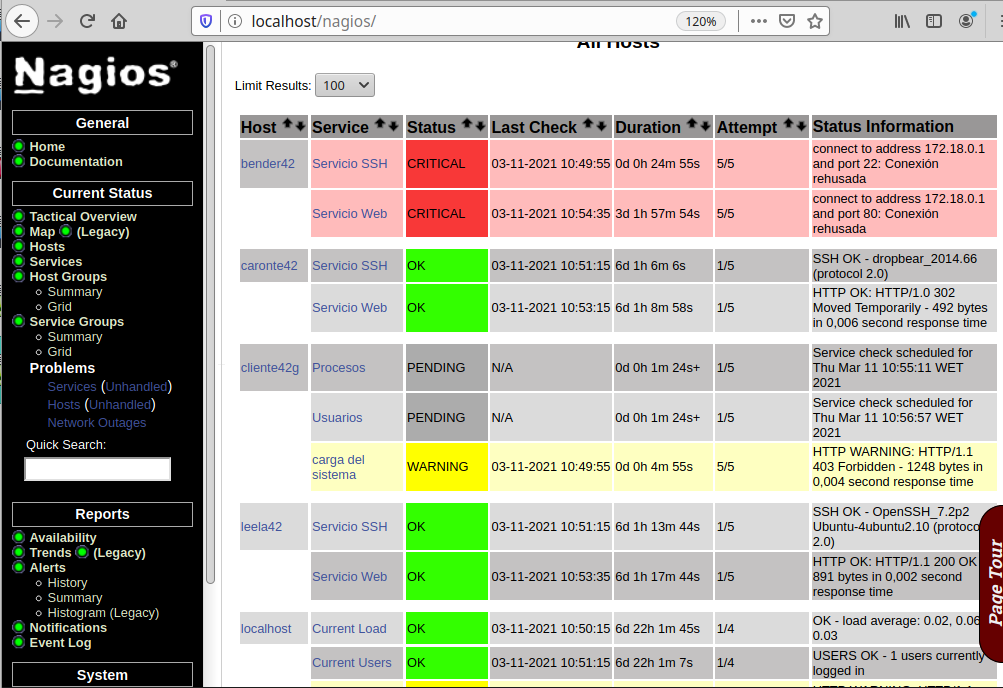 localhost/nagios/
120%
Nagios®
General
Home
Documentation
Current Status
Tactical Overview
Map (Legacy)
Hosts
Services
Host Groups
Summary
Grid
Service Groups
Summary
Grid
Problems
Services (Unhandled)
Hosts (Unhandled)
Network Outages
Quick Search:
Reports
Availability
Trends (Legacy)
Alerts
History
Summary
Histogram (Legacy)
Notifications
Event Log
System
All Hosts
Limit Results: 100
Host Service Status Last Check Duration Attempt Status Information
bender42 Servicio SSH CRITICAL 03-11-2021 10:49:55 0d 0h 24m 55s 5/5 connect to address 172.18.0.1
and port 22: Conexión
rehusada
Servicio Web CRITICAL 03-11-2021 10:54:35 3d 1h 57m 54s 5/5 connect to address 172.18.0.1
and port 80: Conexión
rehusada
caronte42 Servicio SSH OK 03-11-2021 10:51:15 6d 1h 6m 6s 1/5 SSH OK - dropbear_2014.66
(protocol 2.0)
Servicio Web OK 03-11-2021 10:53:15 6d 1h 8m 58s 1/5 HTTP OK: HTTP/1.0 302
Moved Temporarily - 492 bytes
in 0,006 second response time
cliente42g Procesos PENDING N/A 0d 0h 1m 24s+ 1/5 Service check scheduled for
Thu Mar 11 10:55:11 WET
2021
Usuarios PENDING N/A 0d 0h 1m 24s+ 1/5 Service check scheduled for
Thu Mar 11 10:56:57 WET
2021
carga del
sistema WARNING 03-11-2021 10:49:55 0d 0h 4m 55s 5/5 HTTP WARNING: HTTP/1.1
403 Forbidden - 1248 bytes in
0,004 second response time
leela42 Servicio SSH OK 03-11-2021 10:51:15 6d 1h 13m 44s 1/5 SSH OK - OpenSSH_7.2p2
Ubuntu-4ubuntu2.10 (protoco
2.0)
Servicio Web OK 03-11-2021 10:53:35 6d 1h 17m 44s 1/5 HTTP OK: HTTP/1.1 200 OK
891 bytes in 0,002 second
response time
localhost Current Load OK 03-11-2021 10:50:15 6d 22h 1m 45s 1/4 OK - load average: 0.02, 0.06
0.03
Current Users OK 03-11-2021 10:51:15 6d 22h 1m 7s 1/4 USERS OK - 1 users currently
logged in
Page Tour